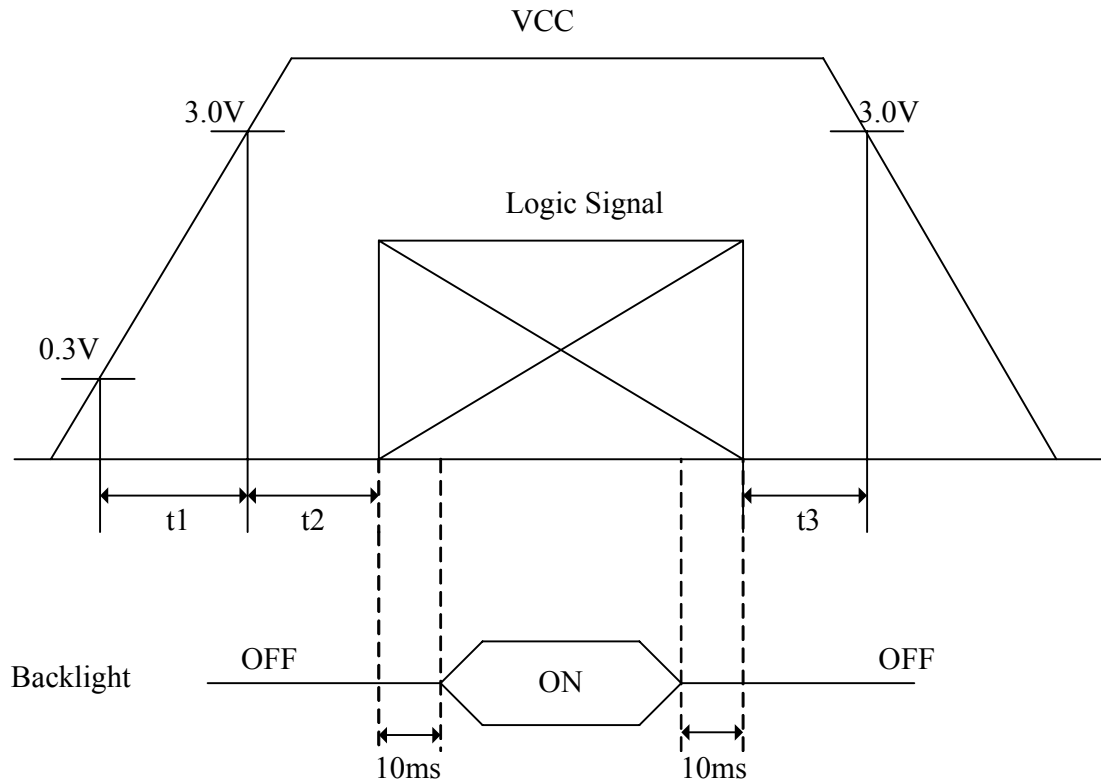 VCC
3.0V
3.0V
Logic Signal
0.3V
t1
t2
t3
Backlight
OFF
ON
OFF
10ms
10ms